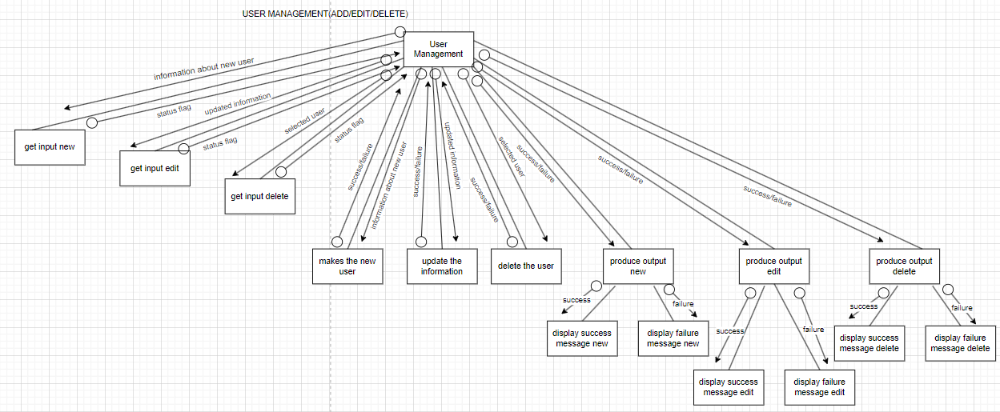 USER MANAGEMENT(ADD/EDIT/DELETE)
User
Management
information about new user
status flag
updated information
status flag
selected user
status flag
success/failure
information about new user
success/failure
updated information
success/failure
selected user
success/failure
success/failure
success/failure
get input new
get input edit
get input delete
makes the new
user
update the
information
delete the user
produce output
new
produce output
edit
produce output
delete
success
failure
success
failure
success
failure
display success
message new
display failure
message new
display success
message delete
display failure
message delete
display success
message edit
display failure
message edit